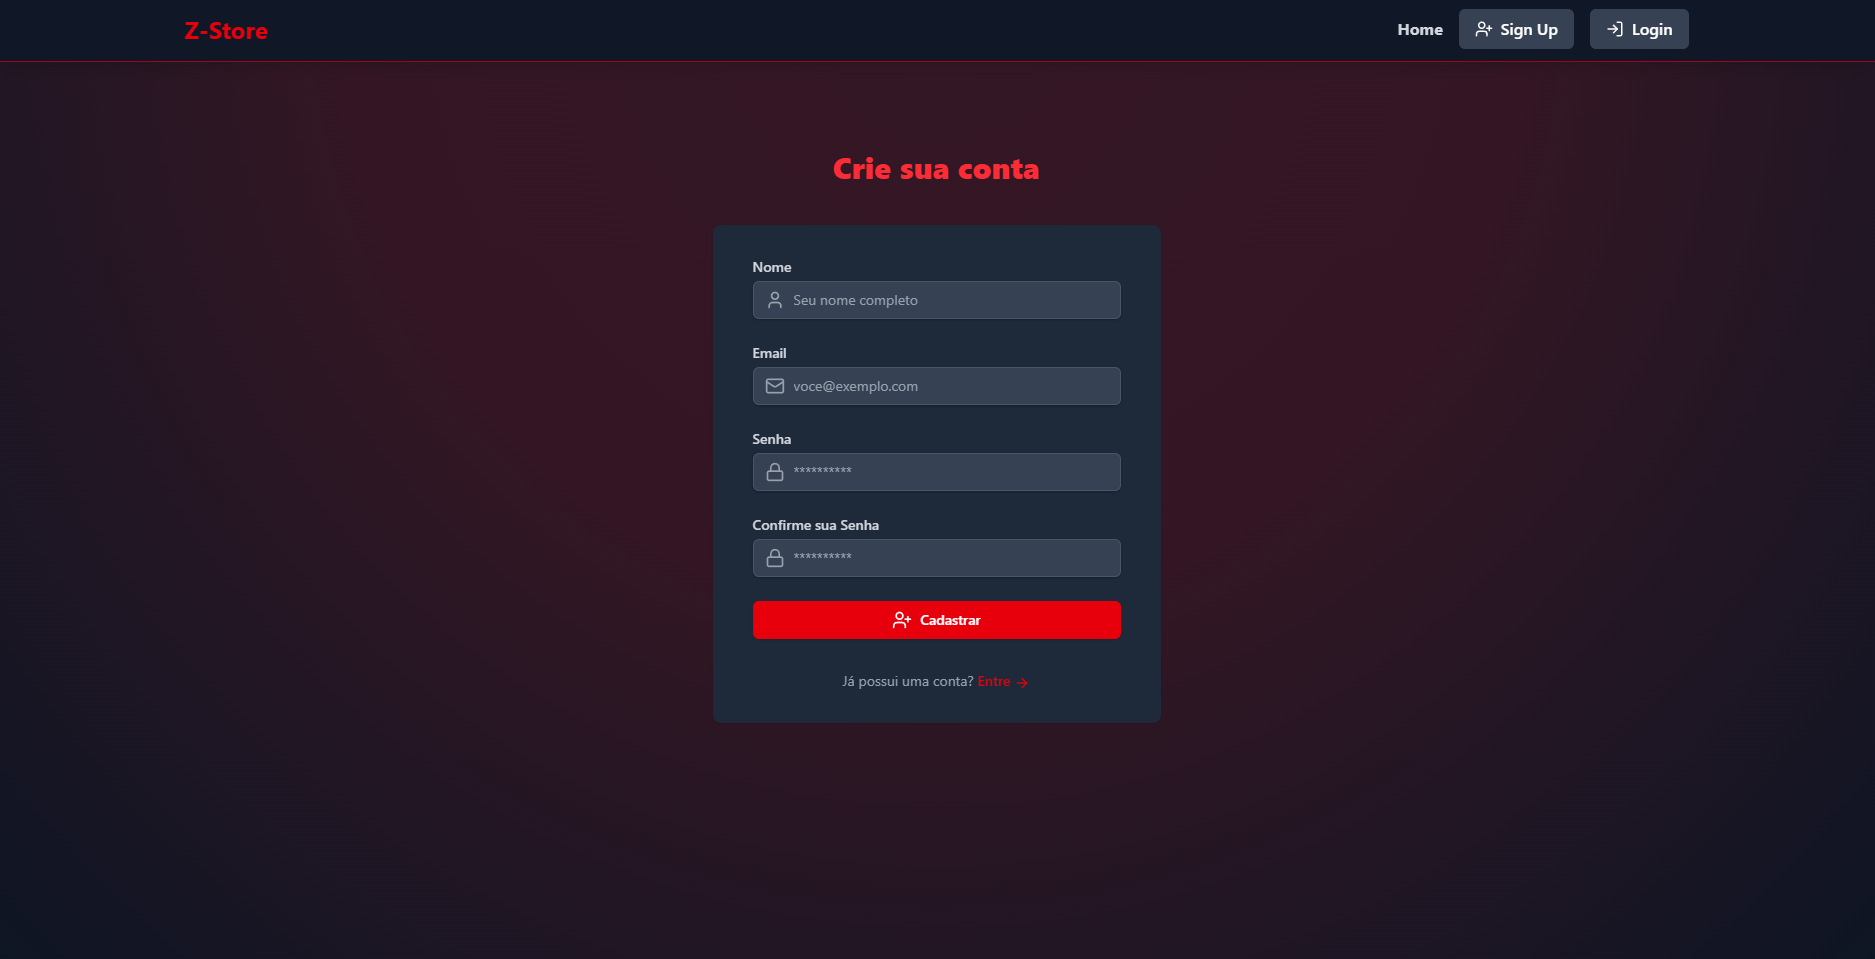 Z-Store
Home Sign Up Login
Crie sua conta
Nome
Seu nome completo
Email
voce@exemplo.com
Senha
**********
Confirme sua Senha
**********
Cadastrar
Já possui uma conta? Entre